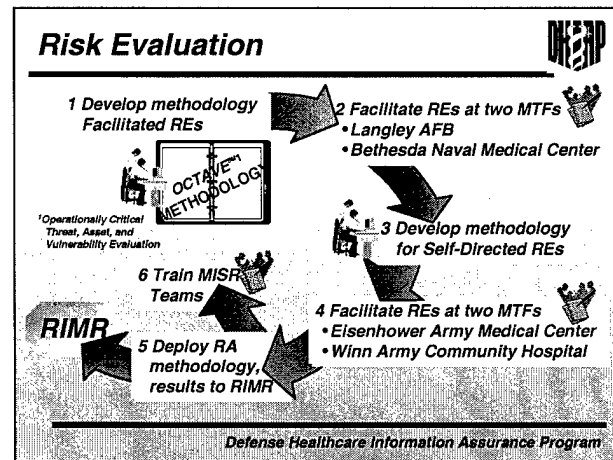 Risk Evaluation
DHIAP
1 Develop methodology
Facilitated REs
2 Facilitate REs at two MTFs
•Langley AFB
•Bethesda Naval Medical Center
OCTAVE™1
METHODOLOGY
1Operationally Critical
Threat, Asset, and
Vulnerability Evaluation
3 Develop methodology
for Self-Directed REs
4 Facilitate REs at two MTFs
•Eisenhower Army Medical Center
•Winn Army Community Hospital
5 Deploy RA
methodology,
results to RIMR
6 Train MISR
Teams
RIMR
Defense Healthcare Information Assurance Program